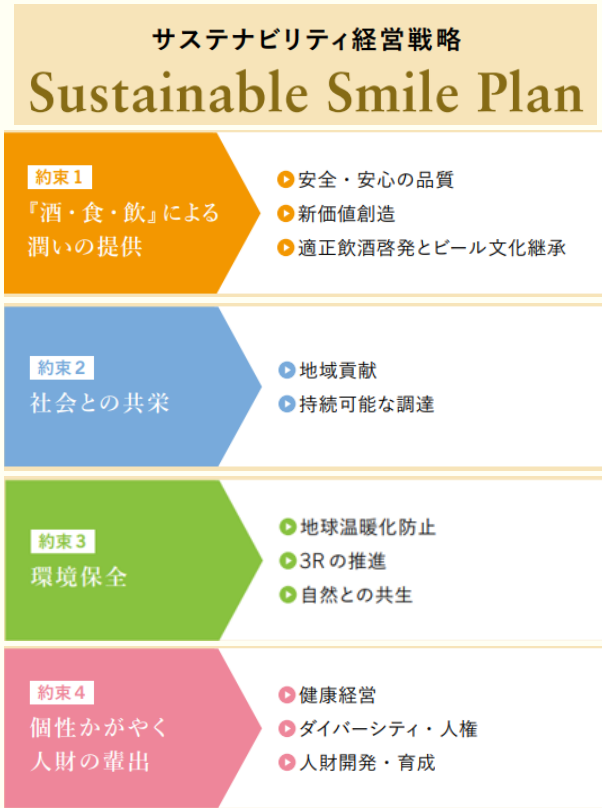 サステナビリティ経営戦略
Sustainable Smile Plan
約束1
『酒・食・飲』による
潤いの提供
安全・安心の品質
新価値創造
適正飲酒啓発とビール文化継承
約束2
社会との共栄
地域貢献
持続可能な調達
約束3
環境保全
地球温暖化防止
3Rの推進
自然との共生
約束4
個性かがやく
人財の輩出
健康経営
ダイバーシティ・人権
人財開発・育成